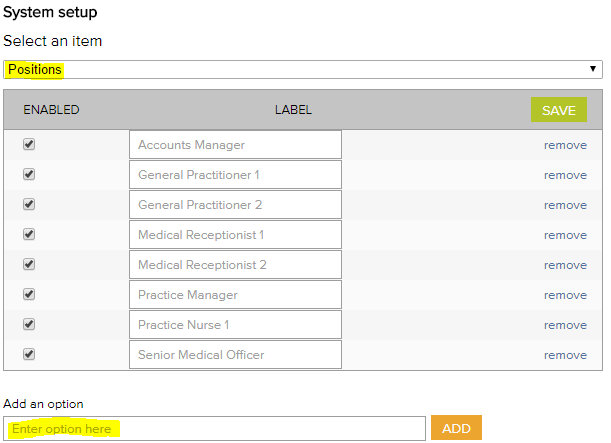 System setup
Select an item
Positions
ENABLED LABEL SAVE
Accounts Manager remove
General Practitioner 1 remove
General Practitioner 2 remove
Medical Receptionist 1 remove
Medical Receptionist 2 remove
Practice Manager remove
Practice Nurse 1 remove
Senior Medical Officer remove
Add an option
Enter option here ADD